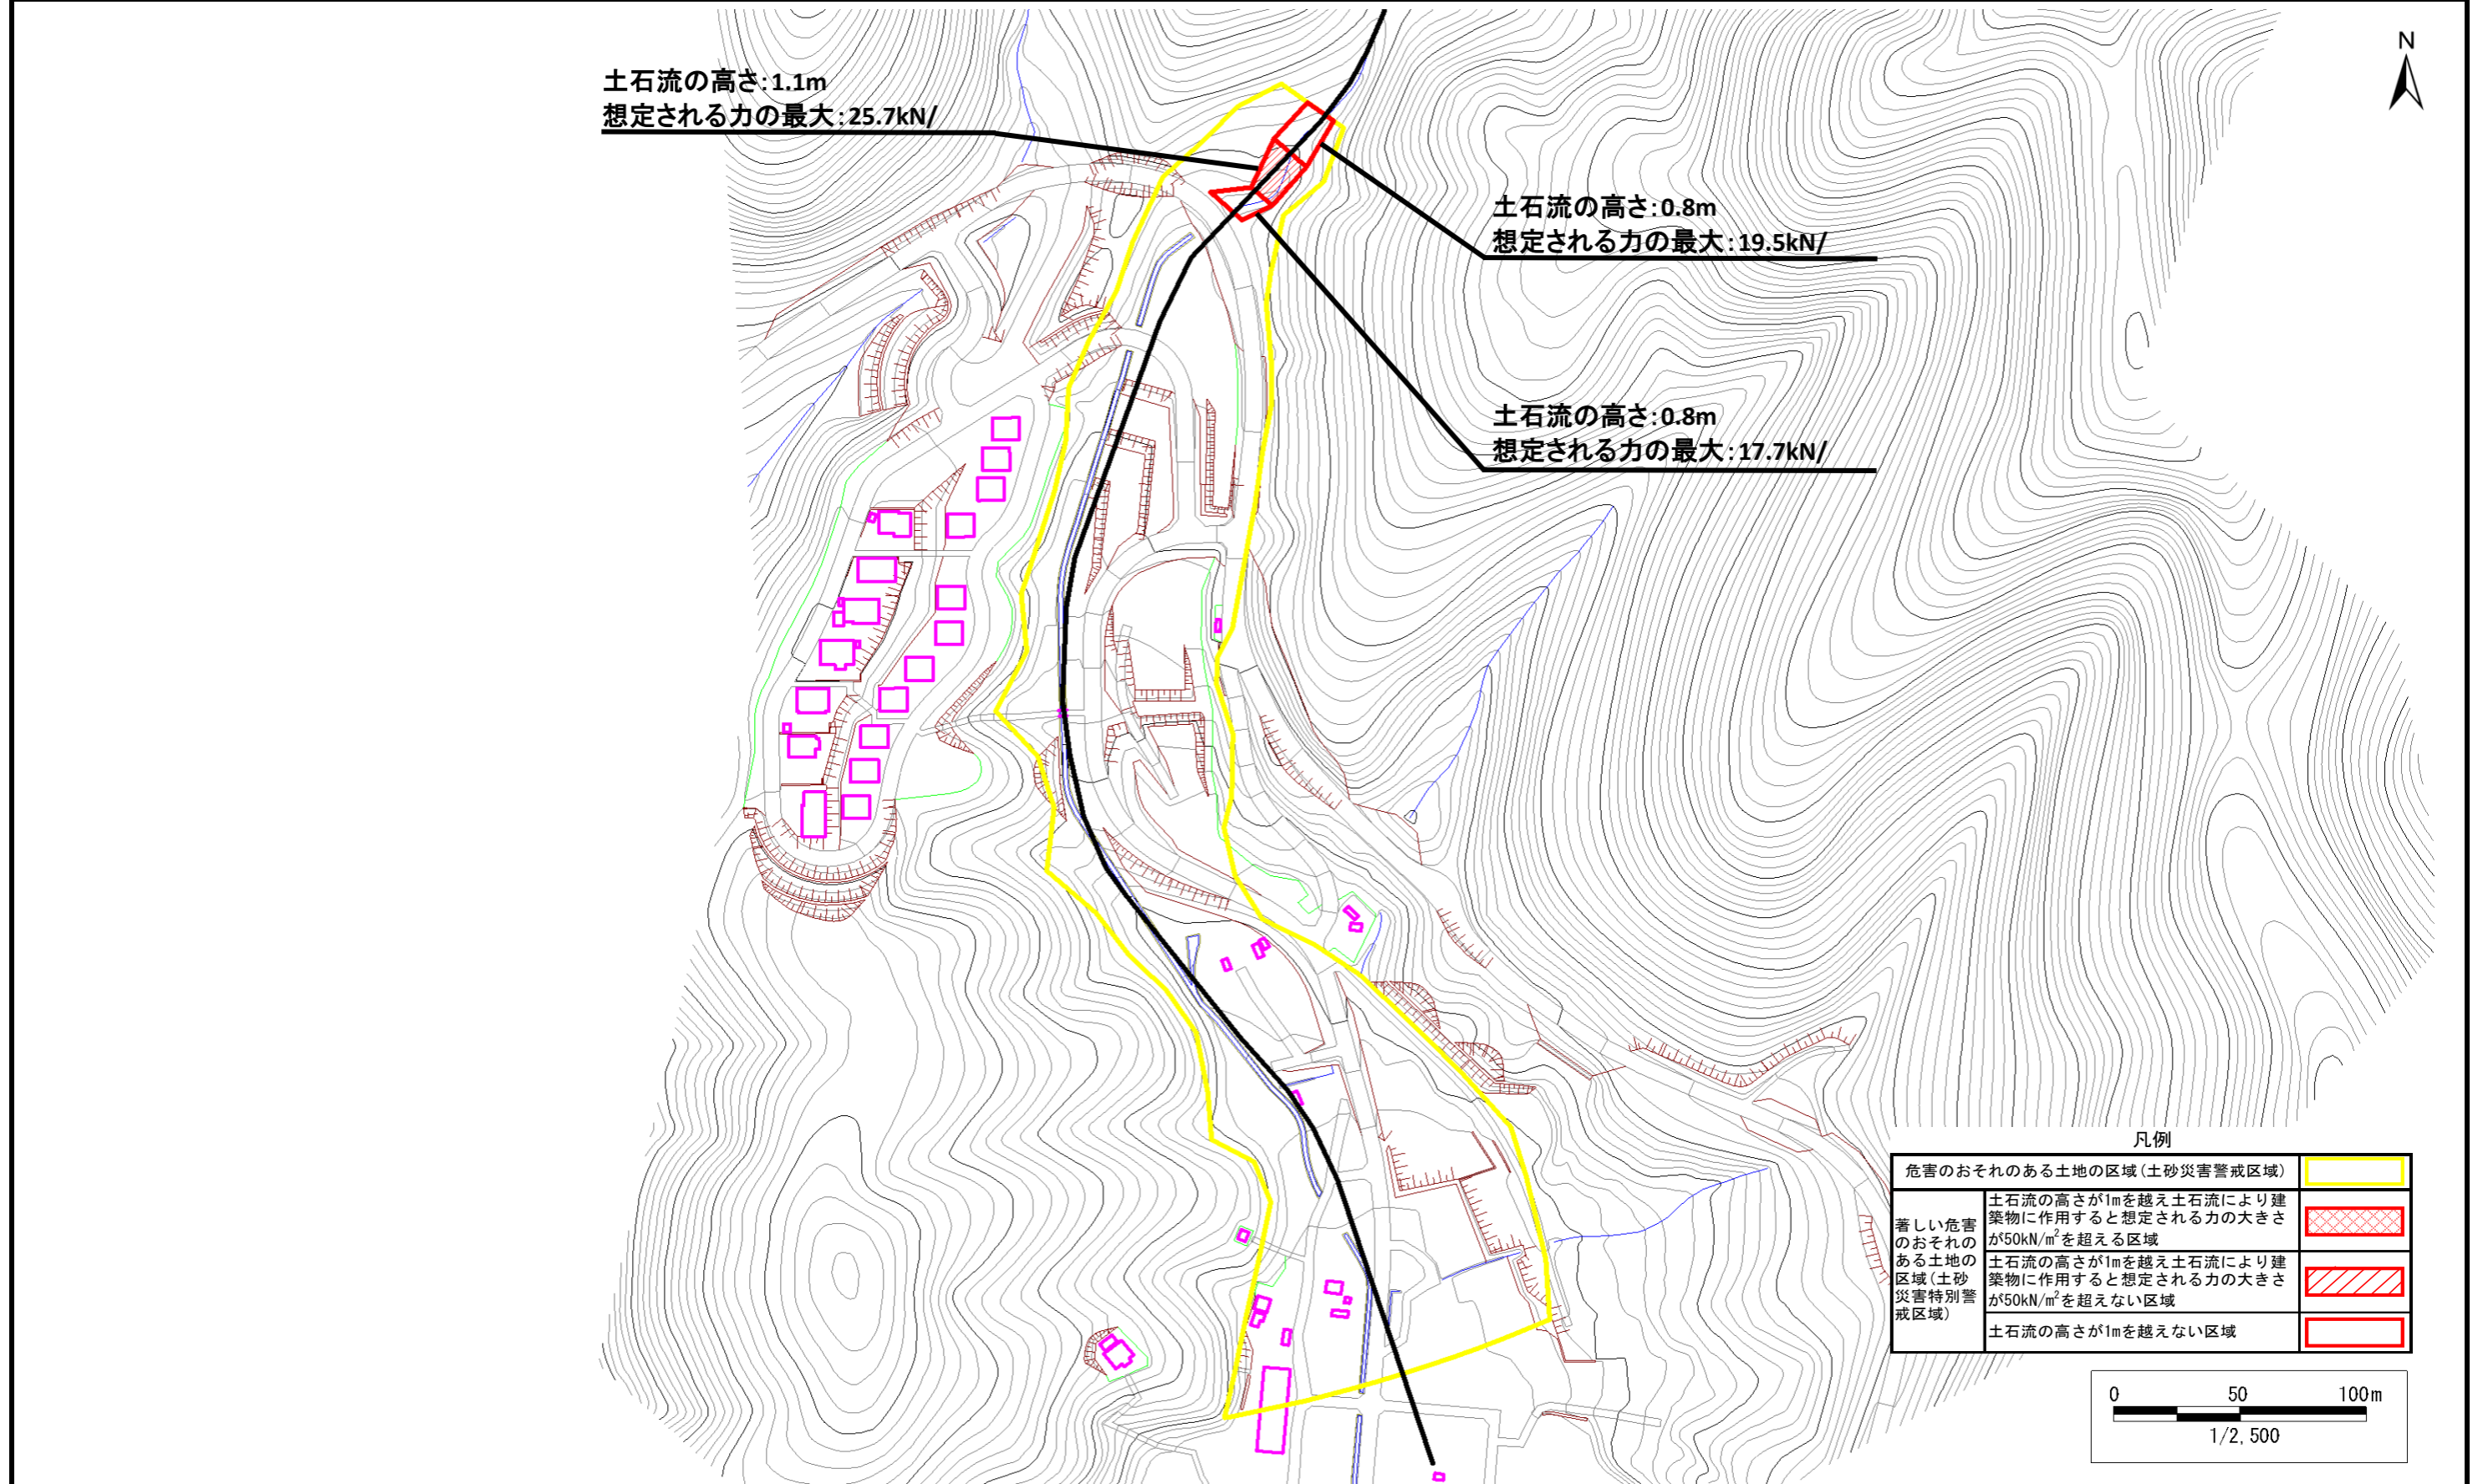 N
土石流の高さ:1.1m
想定される力の最大:25.7kN/
土石流の高さ:0.8m
想定される力の最大:19.5kN/
土石流の高さ:0.8m
想定される力の最大:17.7kN/
凡例
危害のおそれのある土地の区域(土砂災害警戒区域)
著しい危害
のおそれの
ある土地の
区域(土砂
災害特別警
戒区域)
土石流の高さが1mを越え土石流により建
築物に作用すると想定される力の大きさ
が50kN/㎡を超える区域
土石流の高さが1mを越え土石流により建
築物に作用すると想定される力の大きさ
が50kN/㎡を超えない区域
土石流の高さが1mを越えない区域
0 50 100m
1/2,500